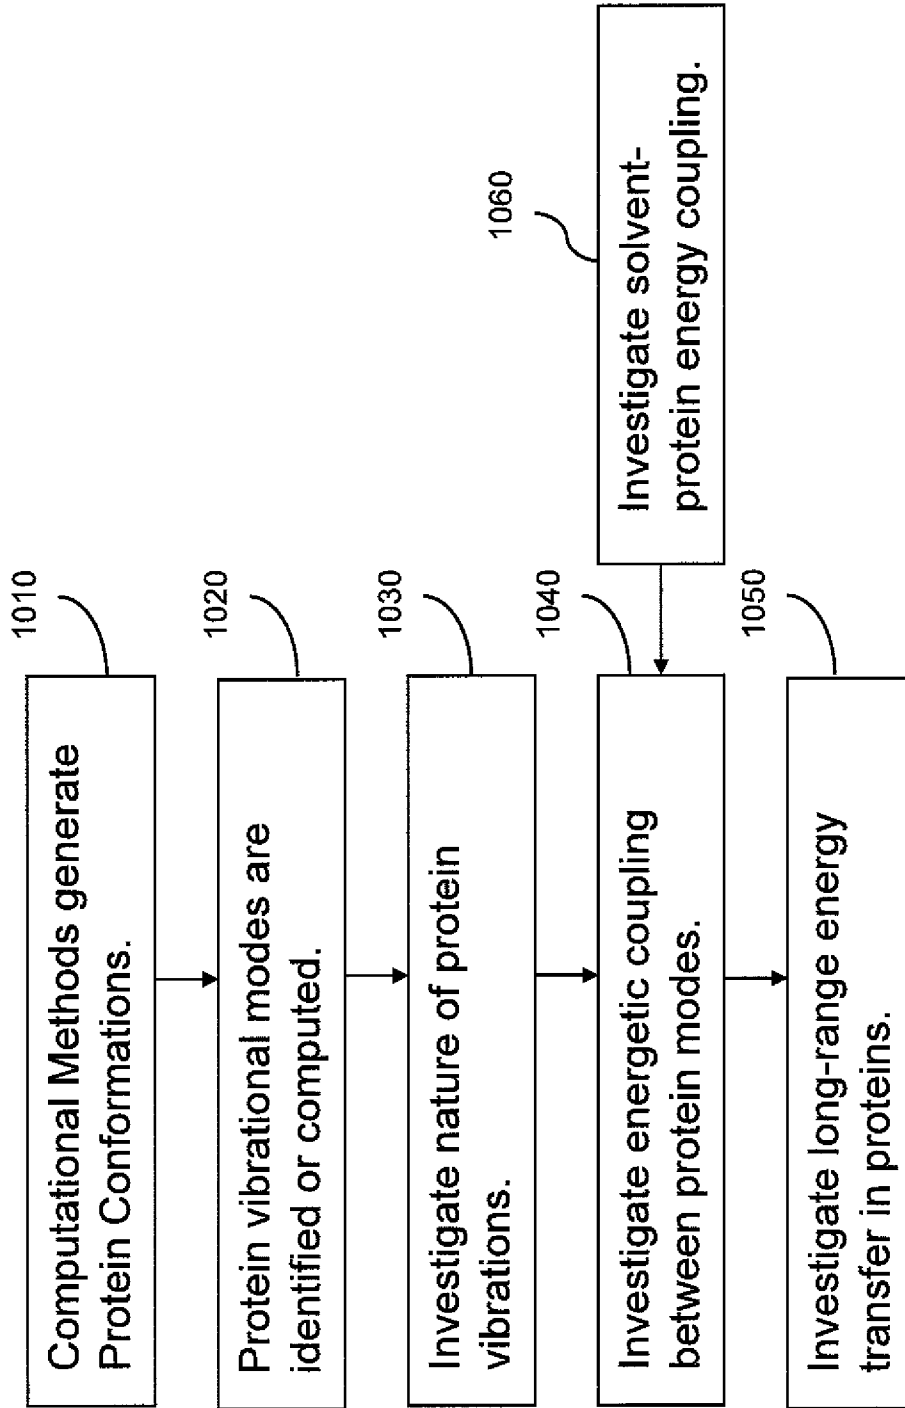 1010
Computational Methods generate
Protein Conformations.
1020
Protein vibrational modes are
identified or computed.
1030
Investigate nature of protein
vibrations.
1040
Investigate energetic coupling
between protein modes.
1060
Investigate solvent-
protein energy coupling.
1050
Investigate long-range energy
transfer in proteins.